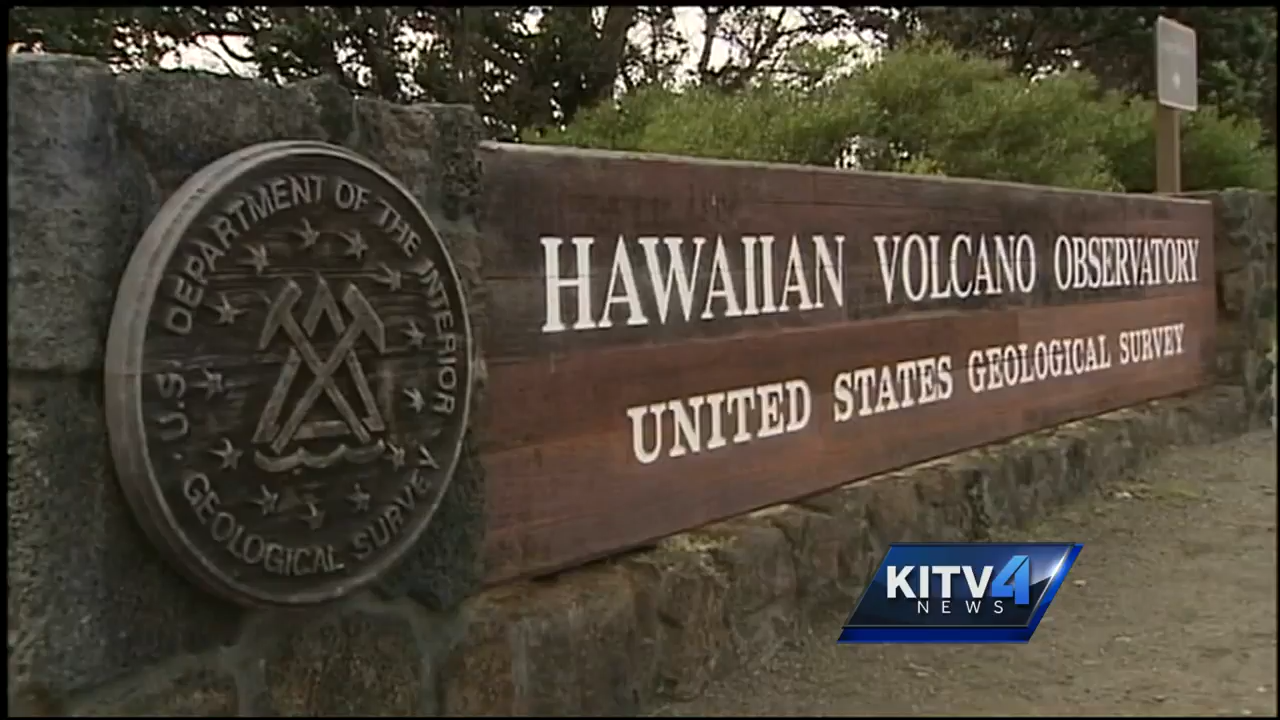 U.S. DEPARTMENT OF THE INTERIOR
GEOLOGICAL SURVEY
HAWAIIAN VOLCANO OBSERVATORY
UNITED STATES GEOLOGICAL SURVEY
KITV4
NEWS